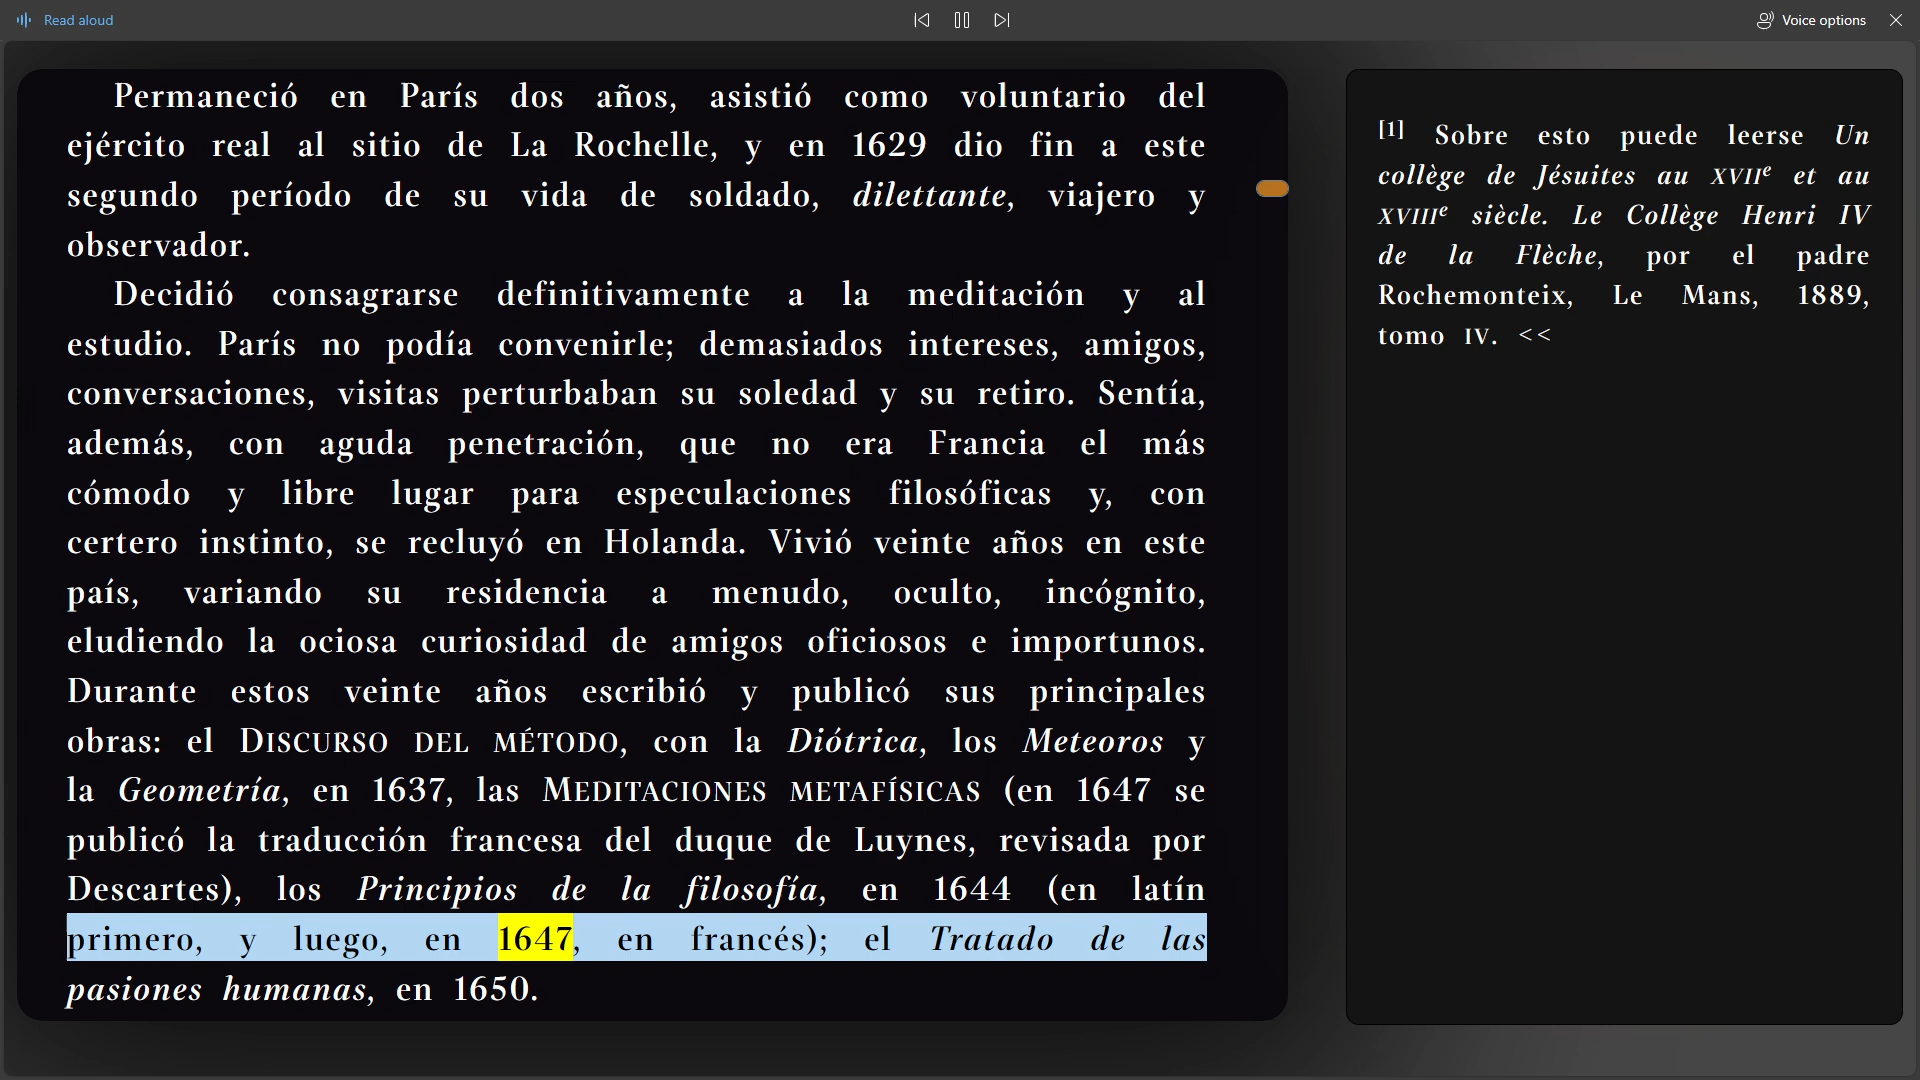 Read aloud
Voice options
Permaneció en París dos años, asistió como voluntario del
ejército real al sitio de La Rochelle, y en 1629 dio fin a este
segundo período de su vida de soldado, dilettante, viajero y
observador.
Decidió consagrarse definitivamente a la meditación y al
estudio. París no podía convenirle; demasiados intereses, amigos,
conversaciones, visitas perturbaban su soledad y su retiro. Sentía,
además, con aguda penetración, que no era Francia el más
cómodo y libre lugar para especulaciones filosóficas y, con
certero instinto, se recluyó en Holanda. Vivió veinte años en este
país, variando su residencia a menudo, oculto, incógnito,
eludiendo la ociosa curiosidad de amigos oficiosos e importunos.
Durante estos veinte años escribió y publicó sus principales
obras: el DISCURSO DEL MÉTODO, con la Diótrica, los Meteoros y
la Geometría, en 1637, las MEDITACIONES METAFÍSICAS (en 1647 se
publicó la traducción francesa del duque de Luynes, revisada por
Descartes), los Principios de la filosofía, en 1644 (en latín
primero, y luego, en 1647, en francés); el Tratado de las
pasiones humanas, en 1650.
[1] Sobre esto puede leerse Un
collège de Jésuites au XVIIe et au
XVIIIe siècle. Le Collège Henri IV
de la Flèche, por el padre
Rochemonteix, Le Mans, 1889,
tomo IV. <<